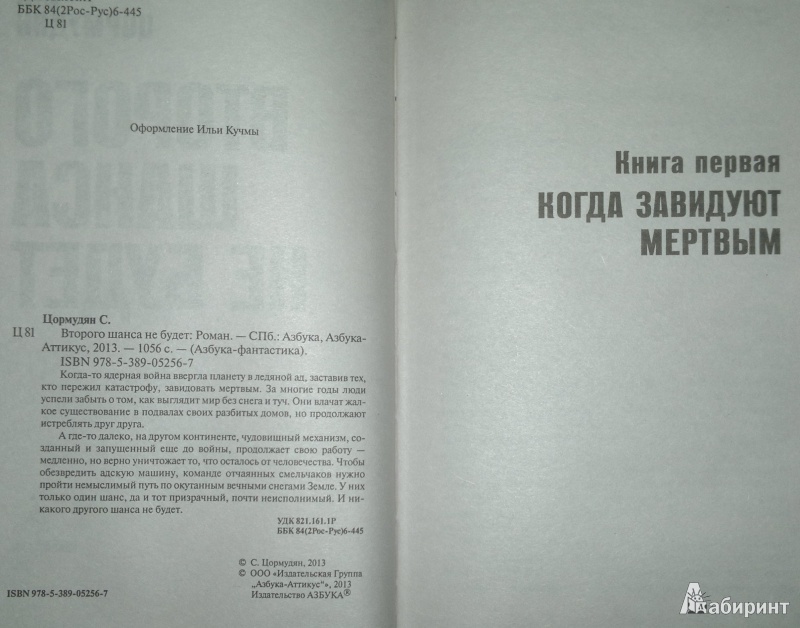 ББК 84(2Рос-Рус)6-445
Ц 81
Оформление Ильи Кучмы
Цормудян С.
Ц 81 Второго шанса не будет: Роман. — СПб.: Азбука, Азбука-
Аттикус, 2013. — 1056 с. — (Азбука-фантастика).
ISBN 978-5-389-05256-7
Когда-то ядерная война ввергла планету в ледяной ад, заставив тех,
кто пережил катастрофу, завидовать мертвым. За многие годы люди
успели забыть о том, как выглядит мир без снега и туч. Они влачат жал-
кое существование в подвалах своих разбитых домов, но продолжают
истреблять друг друга.
А где-то далеко, на другом континенте, чудовищный механизм, со-
зданный и запущенный еще до войны, продолжает свою работу —
медленно, но верно уничтожает то, что осталось от человечества. Чтобы
обезвредить адскую машину, команде отчаянных смельчаков нужно
пройти немыслимый путь по окутанным вечными снегами Земле. У них
только один шанс, да и тот призрачный, почти неисполнимый. И ни-
какого другого шанса не будет.
УДК 821.161.1Р
ББК 84(2Рос-Рус)6-445
© С. Цормудян, 2013
© ООО «Издательская Группа
„Азбука-Аттикус“», 2013
Издательство АЗБУКА®
ISBN 978-5-389-05256-7
Книга первая
КОГДА ЗАВИДУЮТ
МЕРТВЫМ
Лабиринт